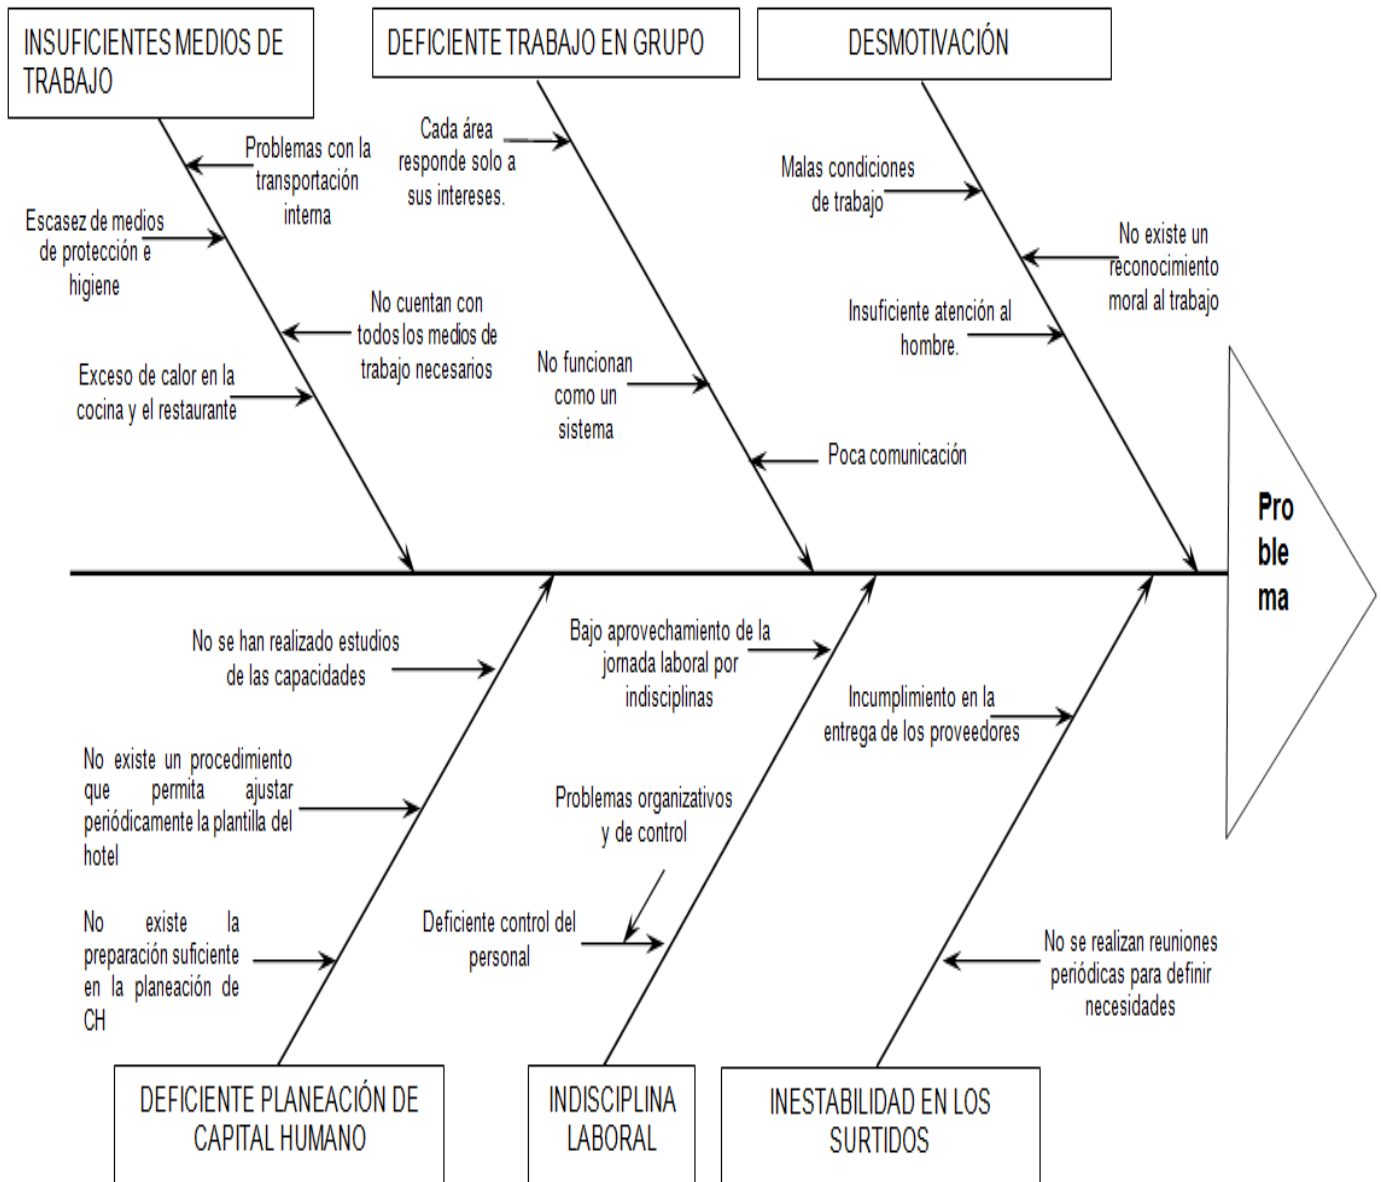 INSUFICIENTES MEDIOS DE
TRABAJO
DEFICIENTE TRABAJO EN GRUPO
DESMOTIVACIÓN
Problemas con la
transportación
interna
Escasez de medios
de protección e
higiene
No cuentan con
todos los medios de
trabajo necesarios
Exceso de calor en la
cocina y el restaurante
Cada área
responde solo a
sus intereses.
No funcionan
como un
sistema
Poca comunicación
Malas condiciones
de trabajo
No existe un
reconocimiento
moral al trabajo
Insuficiente atención al
hombre.
Pro
ble
ma
No se han realizado estudios
de las capacidades
No existe un procedimiento
que permita ajustar
periódicamente la plantilla del
hotel
No existe la
preparación suficiente
en la planeación de
CH
Bajo aprovechamiento de la
jornada laboral por
indisciplinas
Problemas organizativos
y de control
Deficiente control del
personal
Incumplimiento en la
entrega de los proveedores
No se realizan reuniones
periódicas para definir
necesidades
DEFICIENTE PLANEACIÓN DE
CAPITAL HUMANO
INDISCIPLINA
LABORAL
INESTABILIDAD EN LOS
SURTIDOS